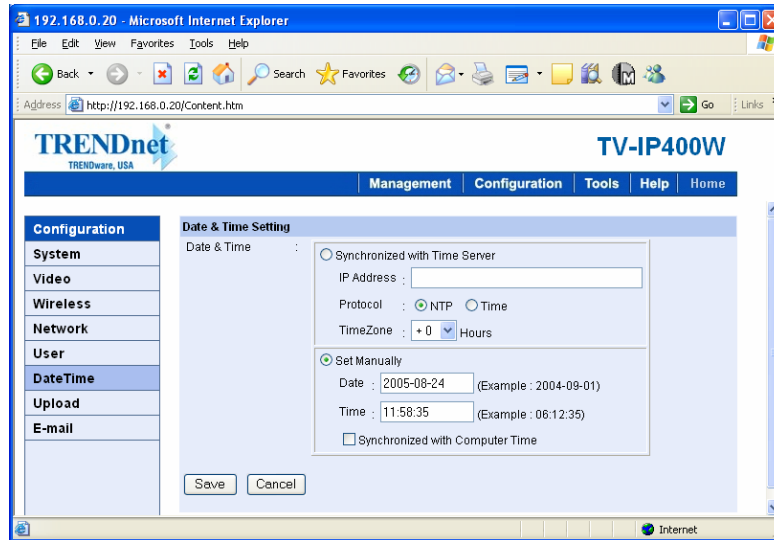 192.168.0.20 - Microsoft Internet Explorer
File Edit View Favorites Tools Help
Back Search Favorites
Address http://192.168.0.20/Content.htm Go Links
TRENDnet
TRENDware, USA
TV-IP400W
Management Configuration Tools Help Home
Configuration
System
Video
Wireless
Network
User
DateTime
Upload
E-mail
Date & Time Setting
Date & Time :
Synchronized with Time Server
IP Address :
Protocol : NTP Time
TimeZone : + 0 Hours
Set Manually
Date : 2005-08-24 (Example : 2004-09-01)
Time : 11:58:35 (Example : 06:12:35)
Synchronized with Computer Time
Save Cancel
Internet